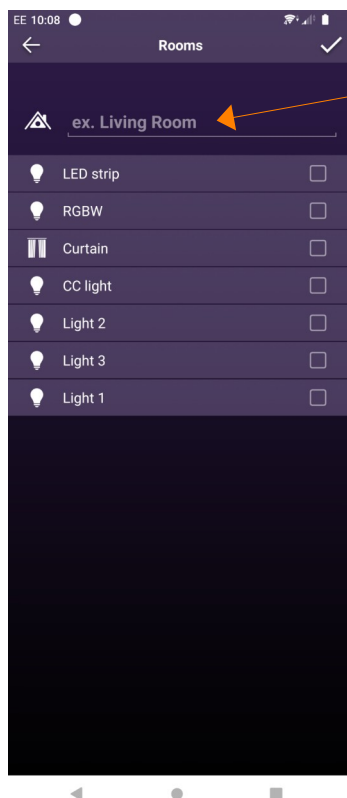 EE 10:08
Rooms
ex. Living Room
LED strip
RGBW
Curtain
CC light
Light 2
Light 3
Light 1